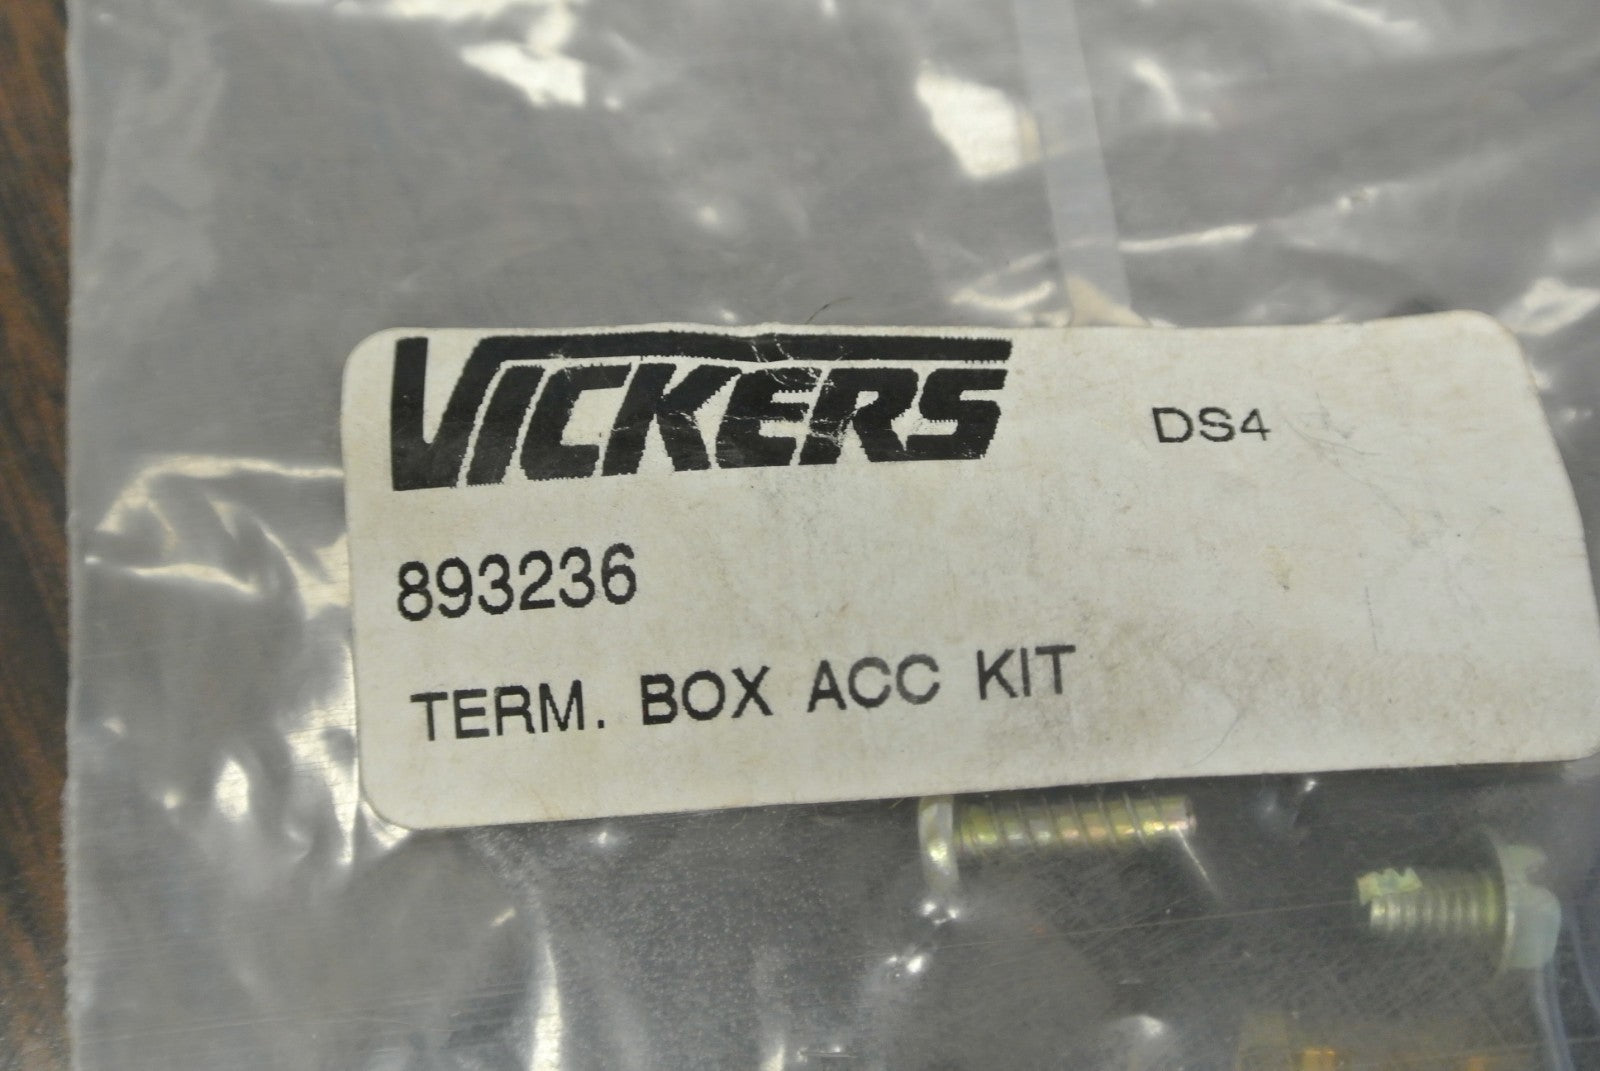 VICKERS DS4
893236
TERM. BOX ACC KIT